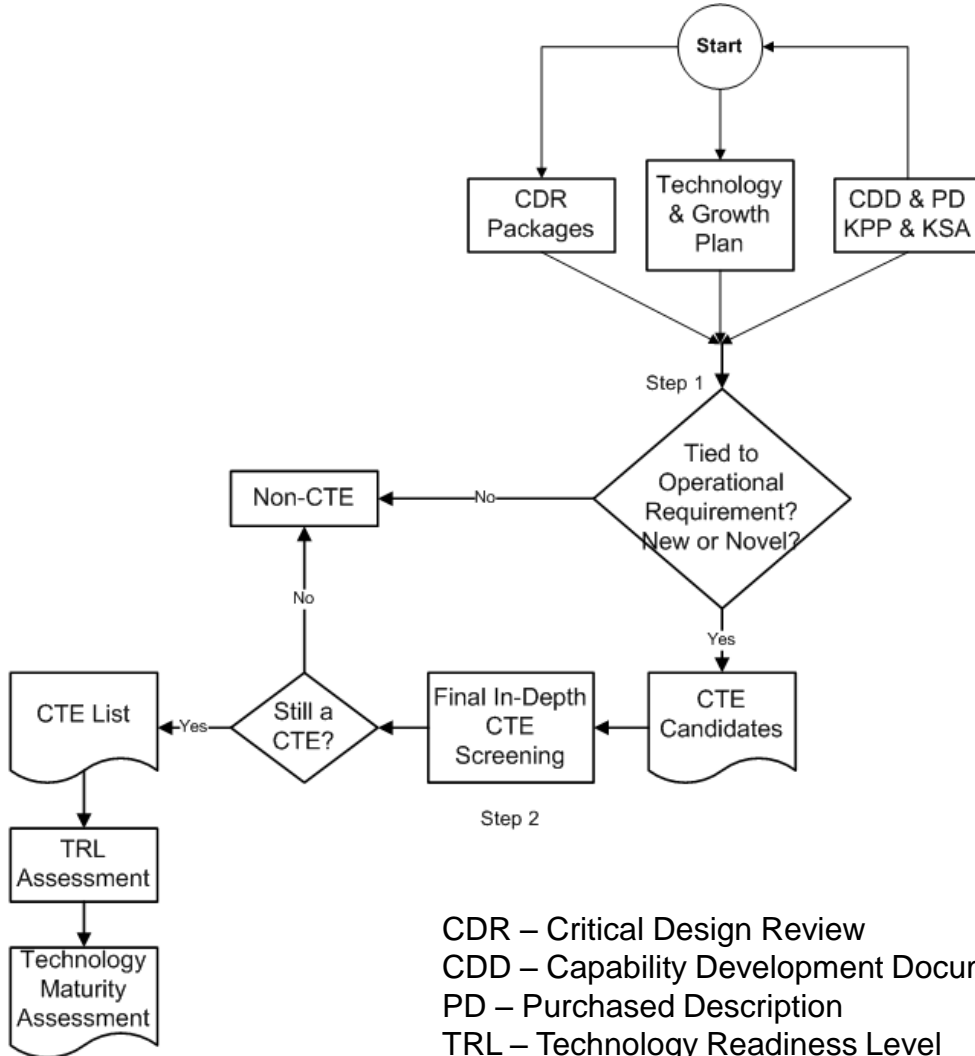 Start
CDR
Packages
Technology
& Growth
Plan
CDD & PD
KPP & KSA
Step 1
Tied to
Operational
Requirement?
New or Novel?
No
Non-CTE
No
Yes
CTE List
Yes
Still a
CTE?
Final In-Depth
CTE
Screening
CTE
Candidates
Step 2
TRL
Assessment
Technology
Maturity
Assessment
CDR – Critical Design Review
CDD – Capability Development
PD – Purchased Description
TRL – Technology Readiness Level